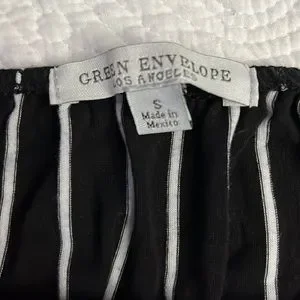 GREEN ENVELOPE
LOS ANGELES
S
Made in
Mexico